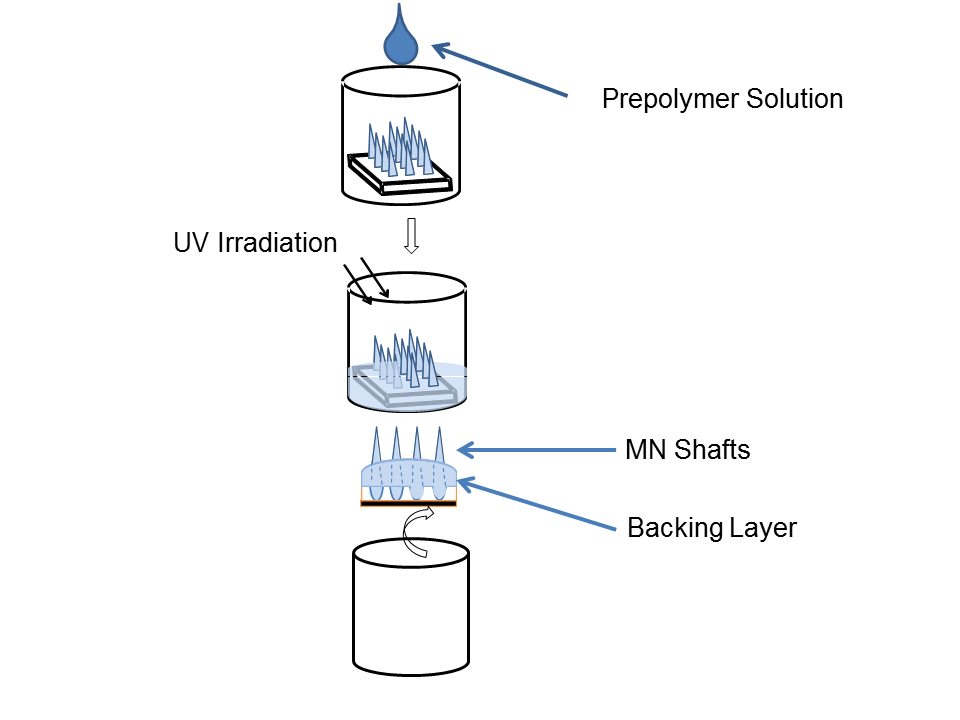 Prepolymer Solution
UV Irradiation
MN Shafts
Backing Layer